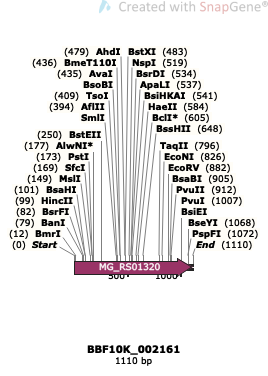 Created with SnapGene®
(479) AhdI BstXI (483)
(436) BmeT110I NspI (519)
(435) AvaI BsrDI (534)
BsoBI ApaLI (537)
(409) TsoI BsiHKAI (541)
(394) AflII HaeII (584)
SmlI BclI* (605)
(250) BstEII BssHII (648)
(177) AlwNI* TaqII (796)
(173) PstI EcoNI (826)
(169) SfcI EcoRV (882)
(149) MslI BsaBI (905)
(101) BsaHI PvuII (912)
(99) HincII PvuI (1007)
(82) BsrFI BsiEI
(79) BanI BseYI (1068)
(12) BmrI PspFI (1072)
(0) Start End (1110)
MG_RS01320
500 1000
BBF10K_002161
1110 bp